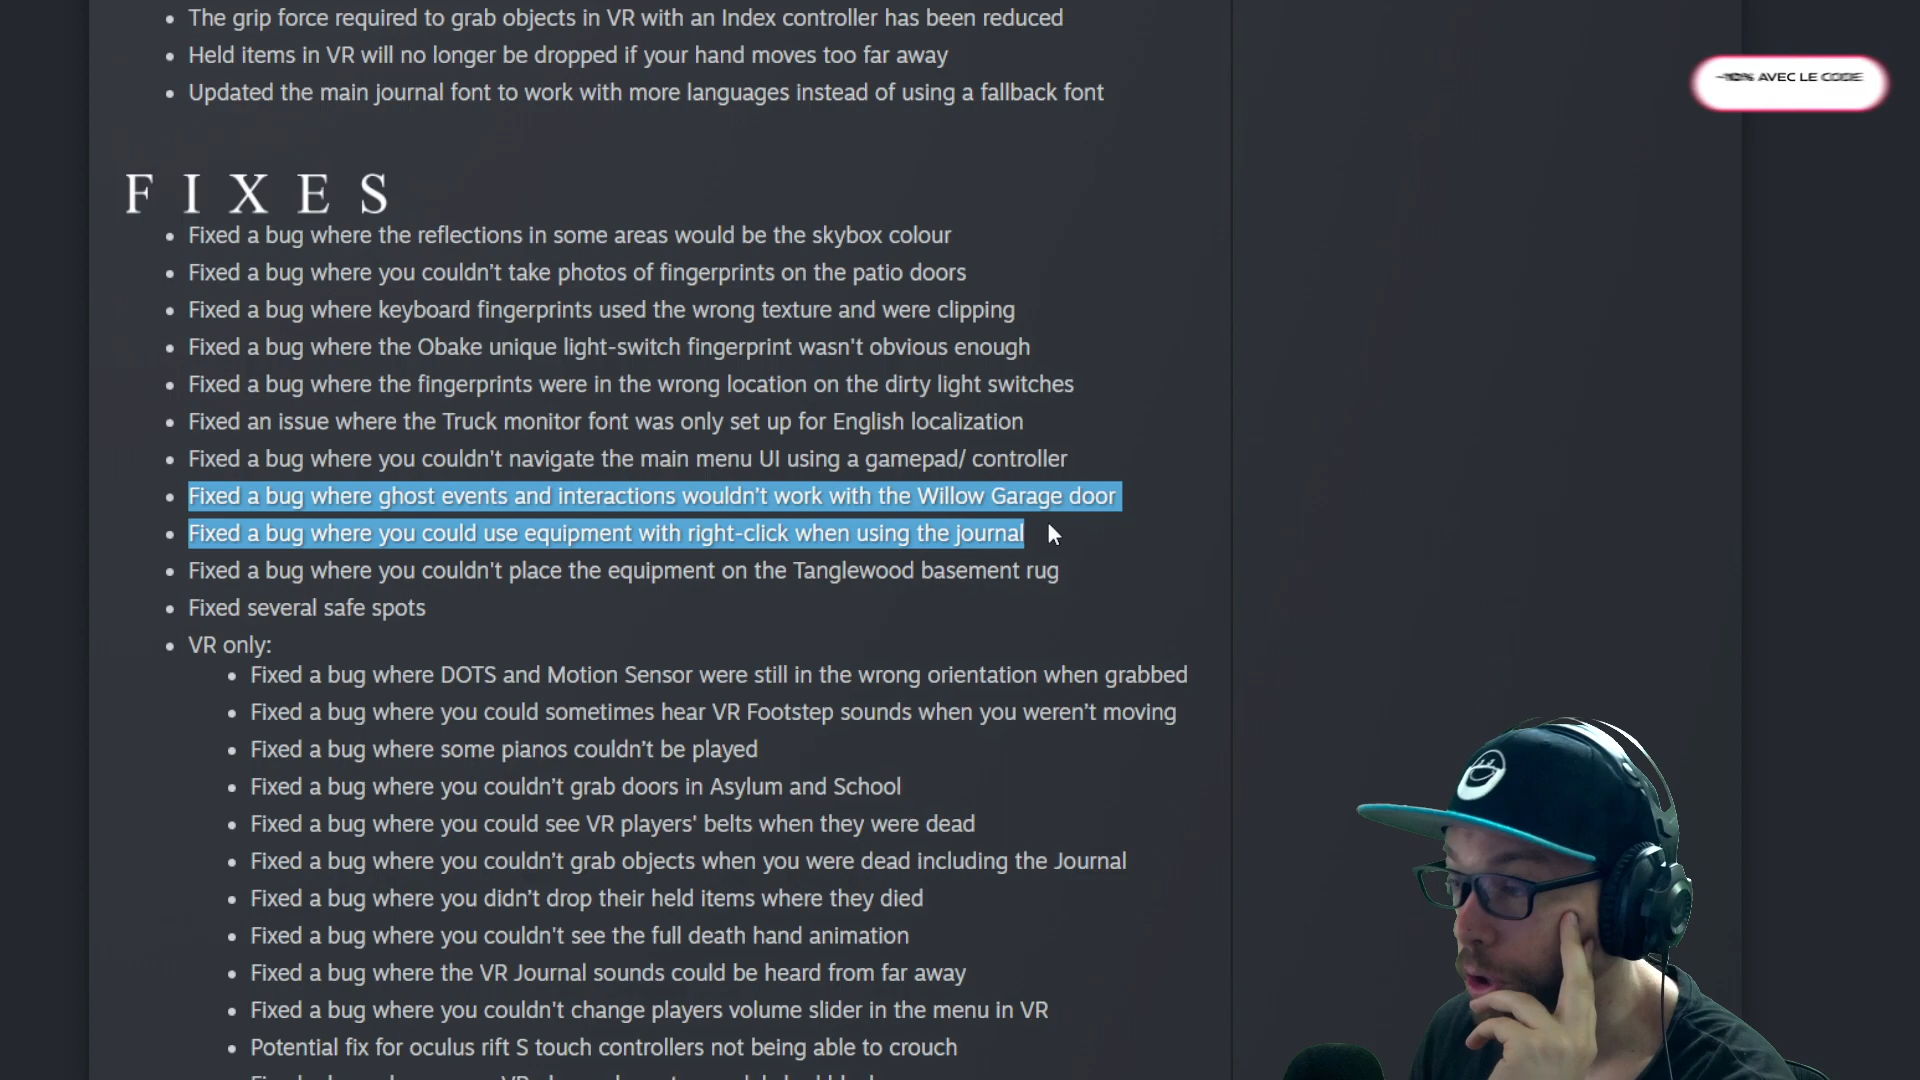 The grip force required to grab objects in VR with an Index controller has been reduced
Held items in VR will no longer be dropped if your hand moves too far away
Updated the main journal font to work with more languages instead of using a fallback font
AVEC LE CODE
FIXES
Fixed a bug where the reflections in some areas would be the skybox colour
Fixed a bug where you couldn't take photos of fingerprints on the patio doors
Fixed a bug where keyboard fingerprints used the wrong texture and were clipping
Fixed a bug where the Obake unique light-switch fingerprint wasn't obvious enough
Fixed a bug where the fingerprints were in the wrong location on the dirty light switches
Fixed an issue where the Truck monitor font was only set up for English localization
Fixed a bug where you couldn't navigate the main menu UI using a gamepad/ controller
Fixed a bug where ghost events and interactions wouldn’t work with the Willow Garage door
Fixed a bug where you could use equipment with right-click when using the journal
Fixed a bug where you couldn't place the equipment on the Tanglewood basement rug
Fixed several safe spots
VR only:
Fixed a bug where DOTS and Motion Sensor were still in the wrong orientation when grabbed
Fixed a bug where you could sometimes hear VR Footstep sounds when you weren’t moving
Fixed a bug where some pianos couldn’t be played
Fixed a bug where you couldn’t grab doors in Asylum and School
Fixed a bug where you could see VR players' belts when they were dead
Fixed a bug where you couldn’t grab objects when you were dead including the Journal
Fixed a bug where you didn’t drop their held items where they died
Fixed a bug where you couldn't see the full death hand animation
Fixed a bug where the VR Journal sounds could be heard from far away
Fixed a bug where you couldn't change players volume slider in the menu in VR
Potential fix for oculus rift S touch controllers not being able to crouch